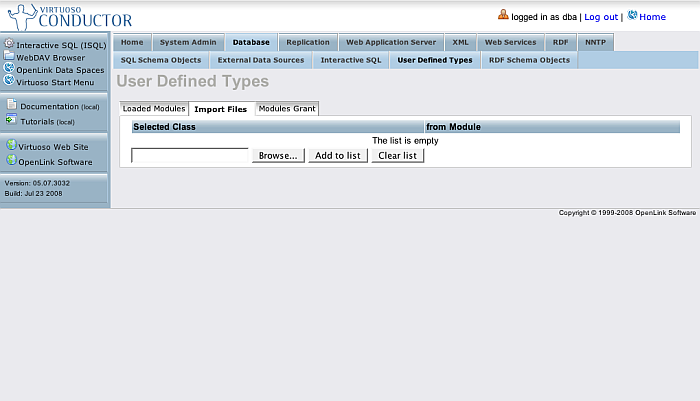 VIRTUOSO
CONDUCTOR
logged in as dba | Log out | Home
Interactive SQL (ISQL)
WebDAV Browser
OpenLink Data Spaces
Virtuoso Start Menu
Documentation (local)
Tutorials (local)
Virtuoso Web Site
OpenLink Software
Version: 05.07.3032
Build: Jul 23 2008
Home System Admin Database Replication Web Application Server XML Web Services RDF NNTP
SQL Schema Objects External Data Sources Interactive SQL User Defined Types RDF Schema Objects
User Defined Types
Loaded Modules Import Files Modules Grant
Selected Class from Module
The list is empty
Browse... Add to list Clear list
Copyright © 1999-2008 OpenLink Software